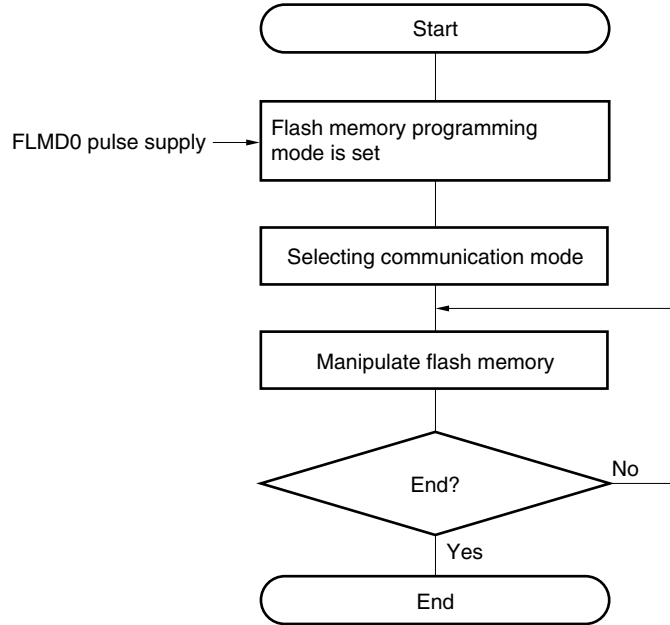 Start
FLMD0 pulse supply
Flash memory programming
mode is set
Selecting communication mode
Manipulate flash memory
End?
No
Yes
End